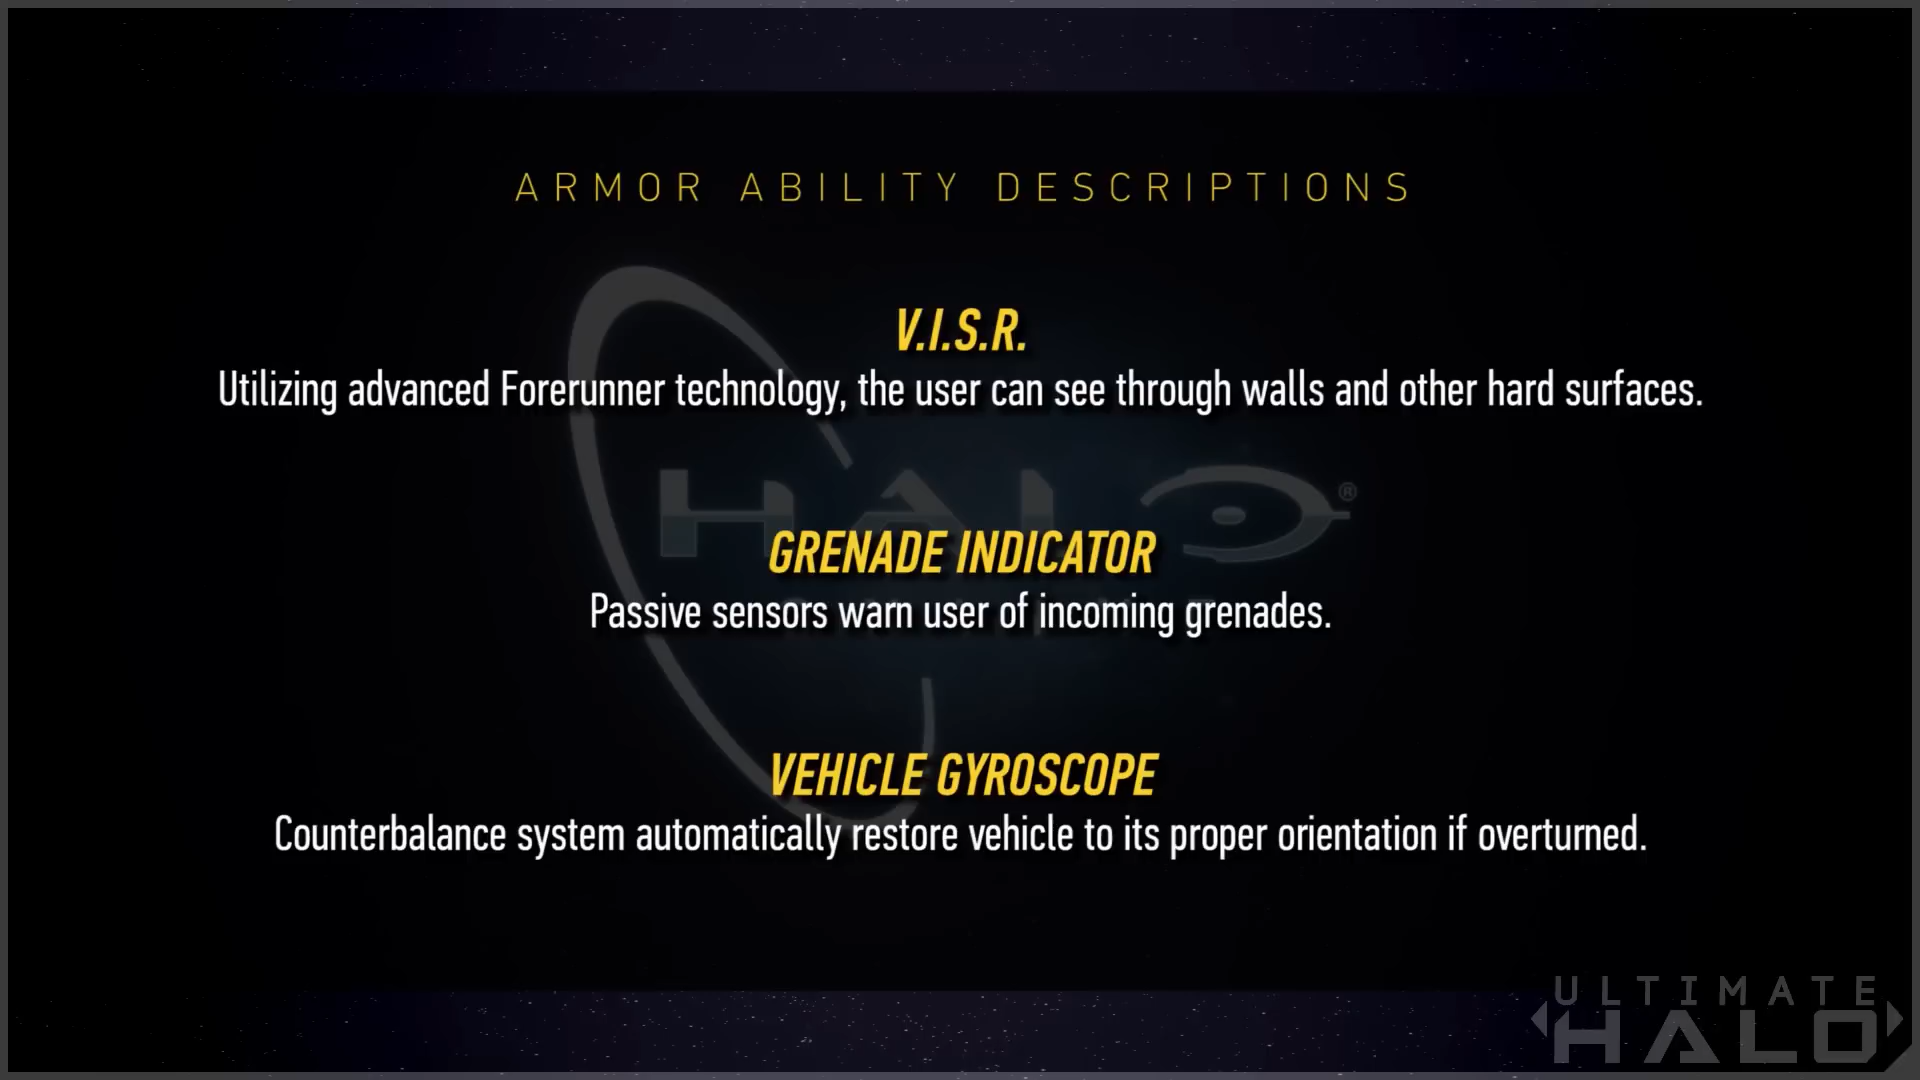 ARMOR ABILITY DESCRIPTIONS
V.I.S.R.
Utilizing advanced Forerunner technology, the user can see through walls and other hard surfaces.
HALO®
GRENADE INDICATOR
Passive sensors warn user of incoming grenades.
VEHICLE GYROSCOPE
Counterbalance system automatically restore vehicle to its proper orientation if overturned.
ULTIMATE
HALO